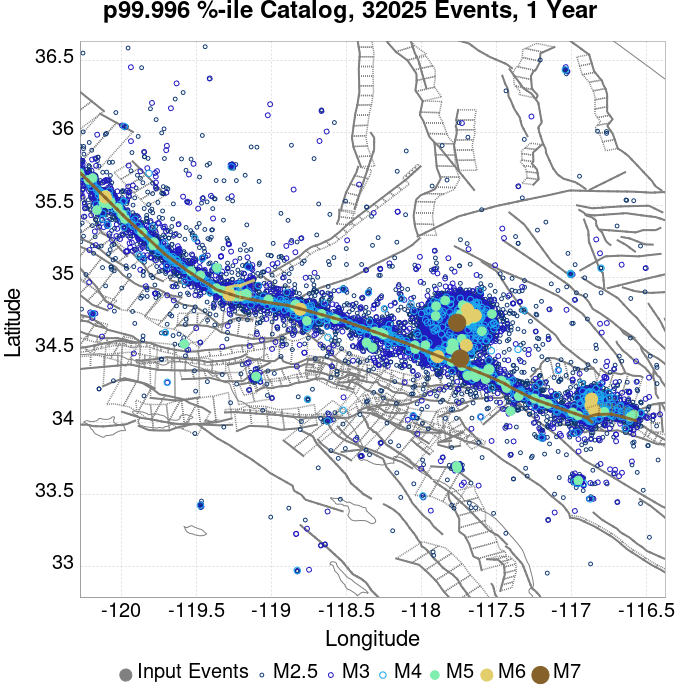 p99.996 %-ile Catalog, 32025 Events, 1 Year
36.5
36
35.5
35
34.5
34
33.5
33
Latitude
-120 -119.5 -119 -118.5 -118 -117.5 -117 -116.5
Longitude
Input Events M2.5 M3 M4 M5 M6 M7